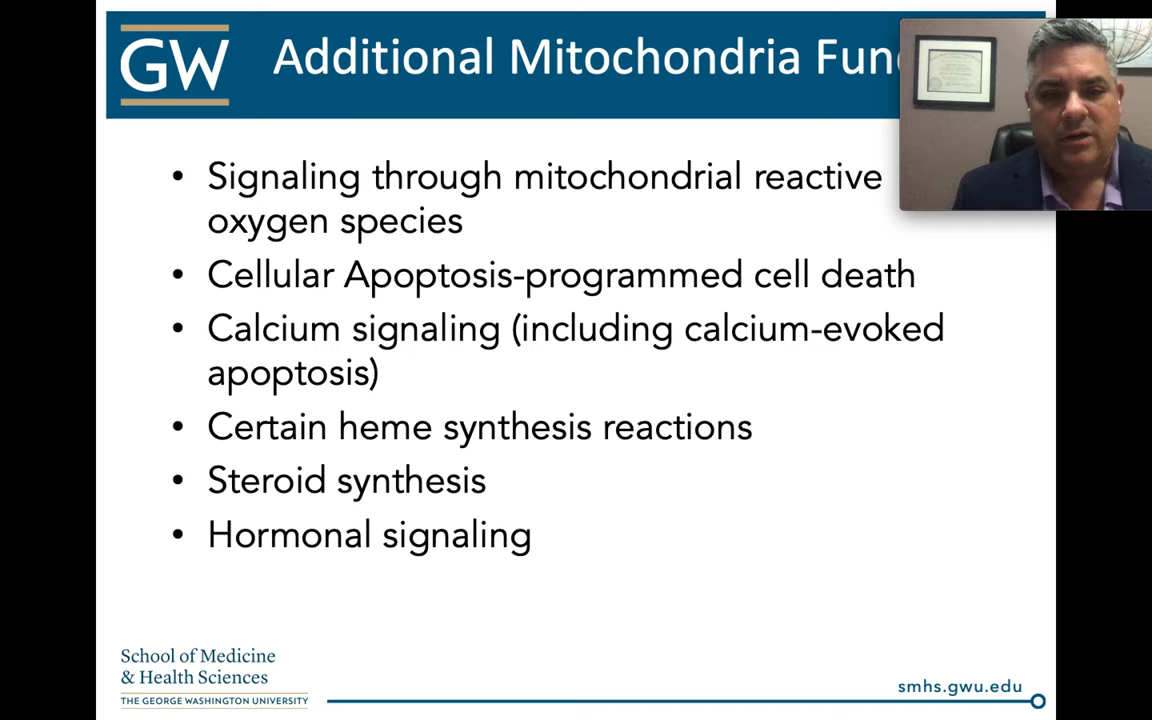 GW
Additional Mitochondria Fun
• Signaling through mitochondrial reactive
oxygen species
• Cellular Apoptosis-programmed cell death
• Calcium signaling (including calcium-evoked
apoptosis)
• Certain heme synthesis reactions
• Steroid synthesis
• Hormonal signaling
School of Medicine
& Health Sciences
THE GEORGE WASHINGTON UNIVERSITY
smhs.gwu.edu